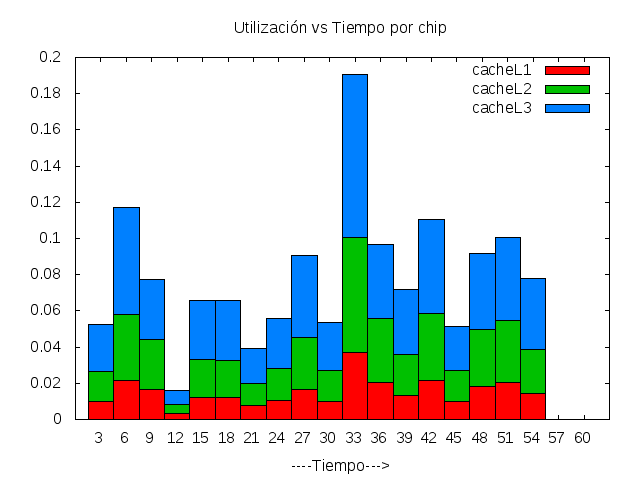 Utilización vs Tiempo por chip
cacheL1
cacheL2
cacheL3
0.2
0.18
0.16
0.14
0.12
0.1
0.08
0.06
0.04
0.02
0
3 6 9 12 15 18 21 24 27 30 33 36 39 42 45 48 51 54 57 60
----Tiempo--->